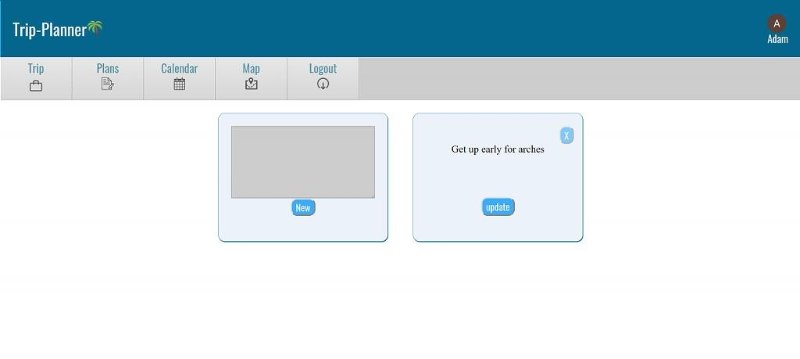 Trip-Planner
A
Adam
Trip
Plans
Calendar
Map
Logout
X
Get up early for arches
New
update